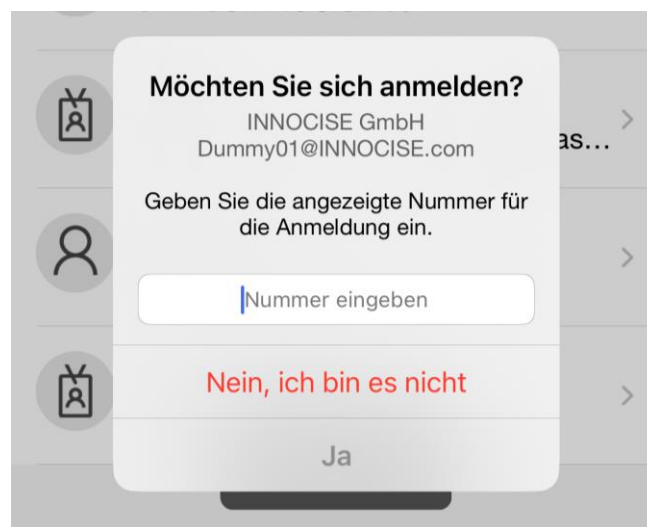 Möchten Sie sich anmelden?
INNOCISE GmbH
Dummy01@INNOCISE.com
as…
Geben Sie die angezeigte Nummer für
die Anmeldung ein.
Nummer eingeben
Nein, ich bin es nicht
Ja